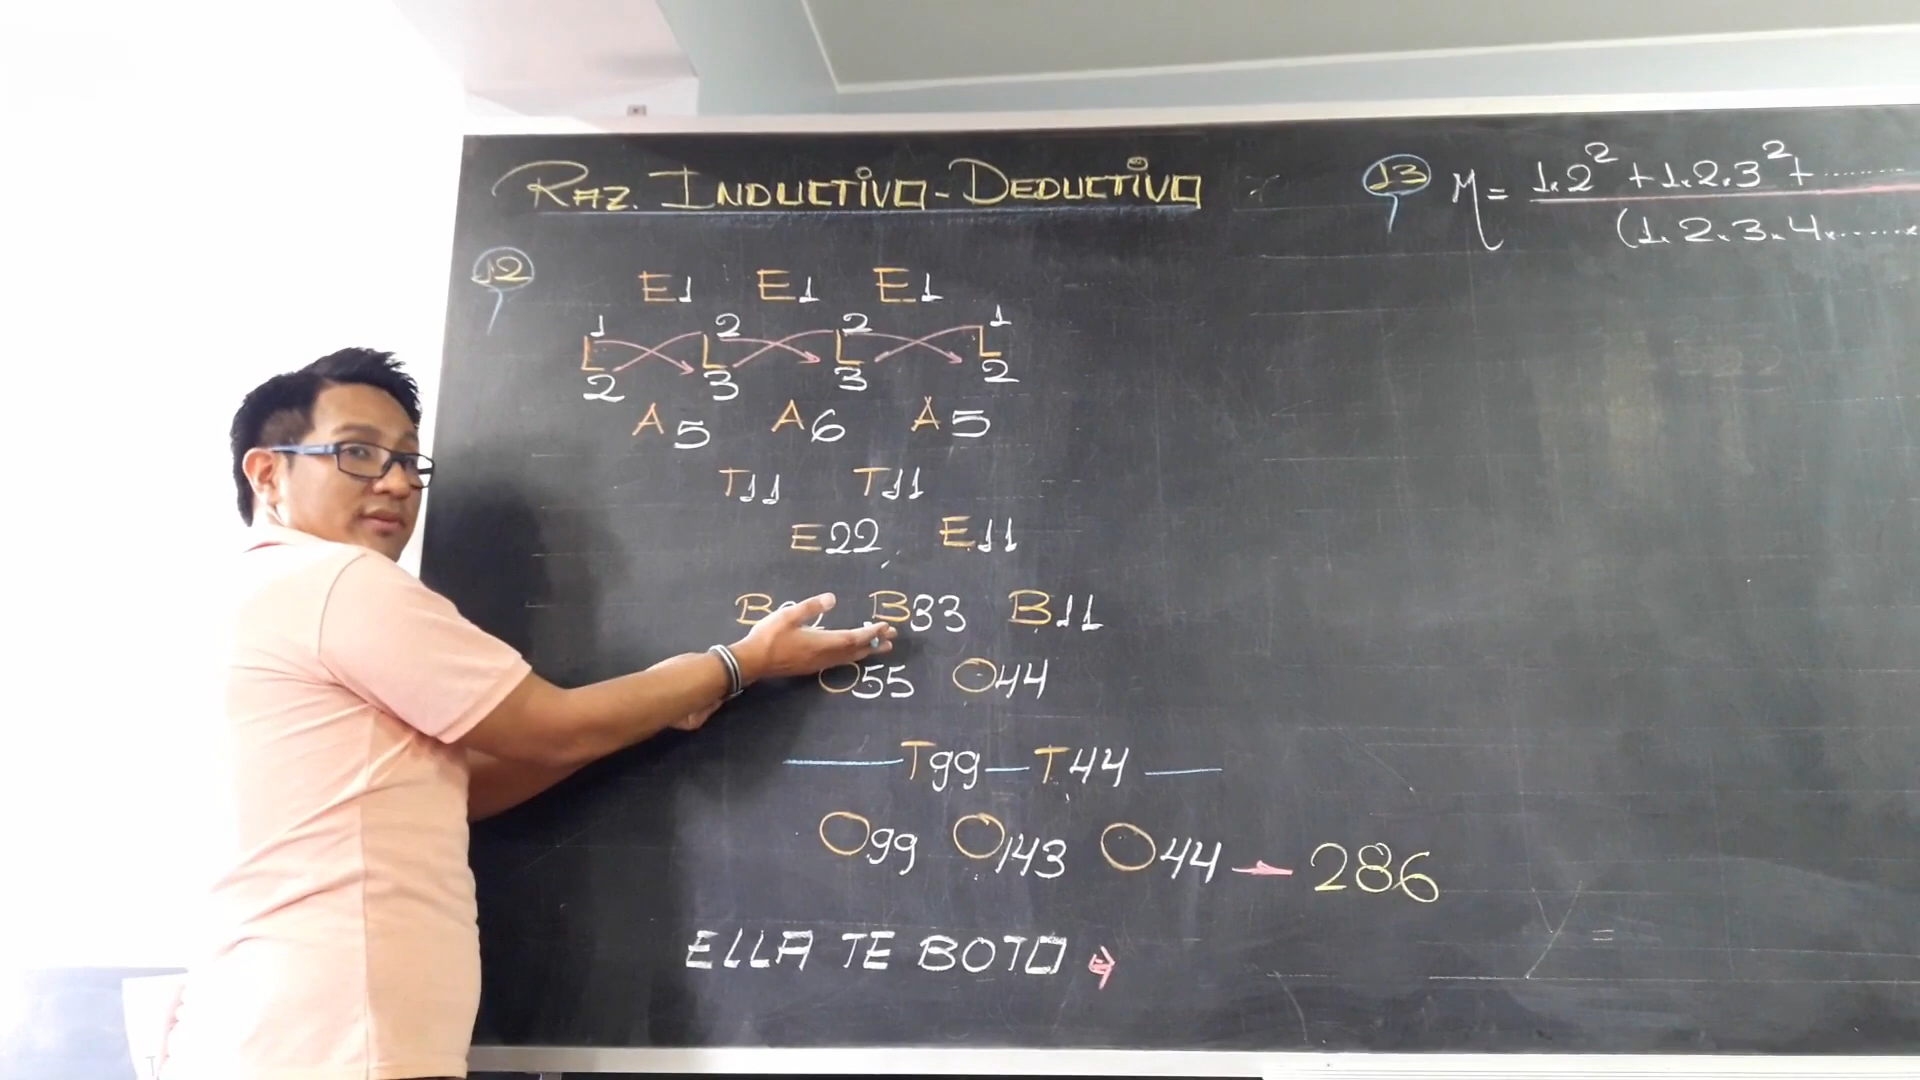 RAZ. INDUCTIVO - DEDUCTIVO
12
E1 E1 E1
1 2 2 1
L L L L
2 3 3 2
A5 A6 A5
T11 T11
E22 E11
B B33 B11
O55 O44
T99 T44
O99 O143 O44 → 286
ELLA TE BOTO ⇒
13 M = 1.2² + 1.2.3² + ........
(1.2.3.4.......×
=